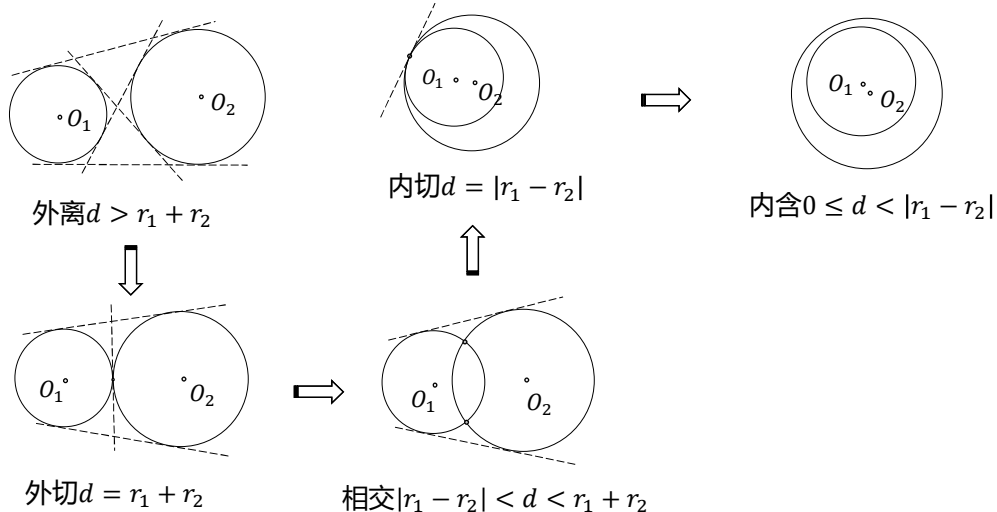 O₁
O₂
外离d > r₁ + r₂
O₁
O₂
外切d = r₁ + r₂
O₁
O₂
相交|r₁ − r₂| < d < r₁ + r₂
O₁
O₂
内切d = |r₁ − r₂|
O₁
O₂
内含0 ≤ d < |r₁ − r₂|